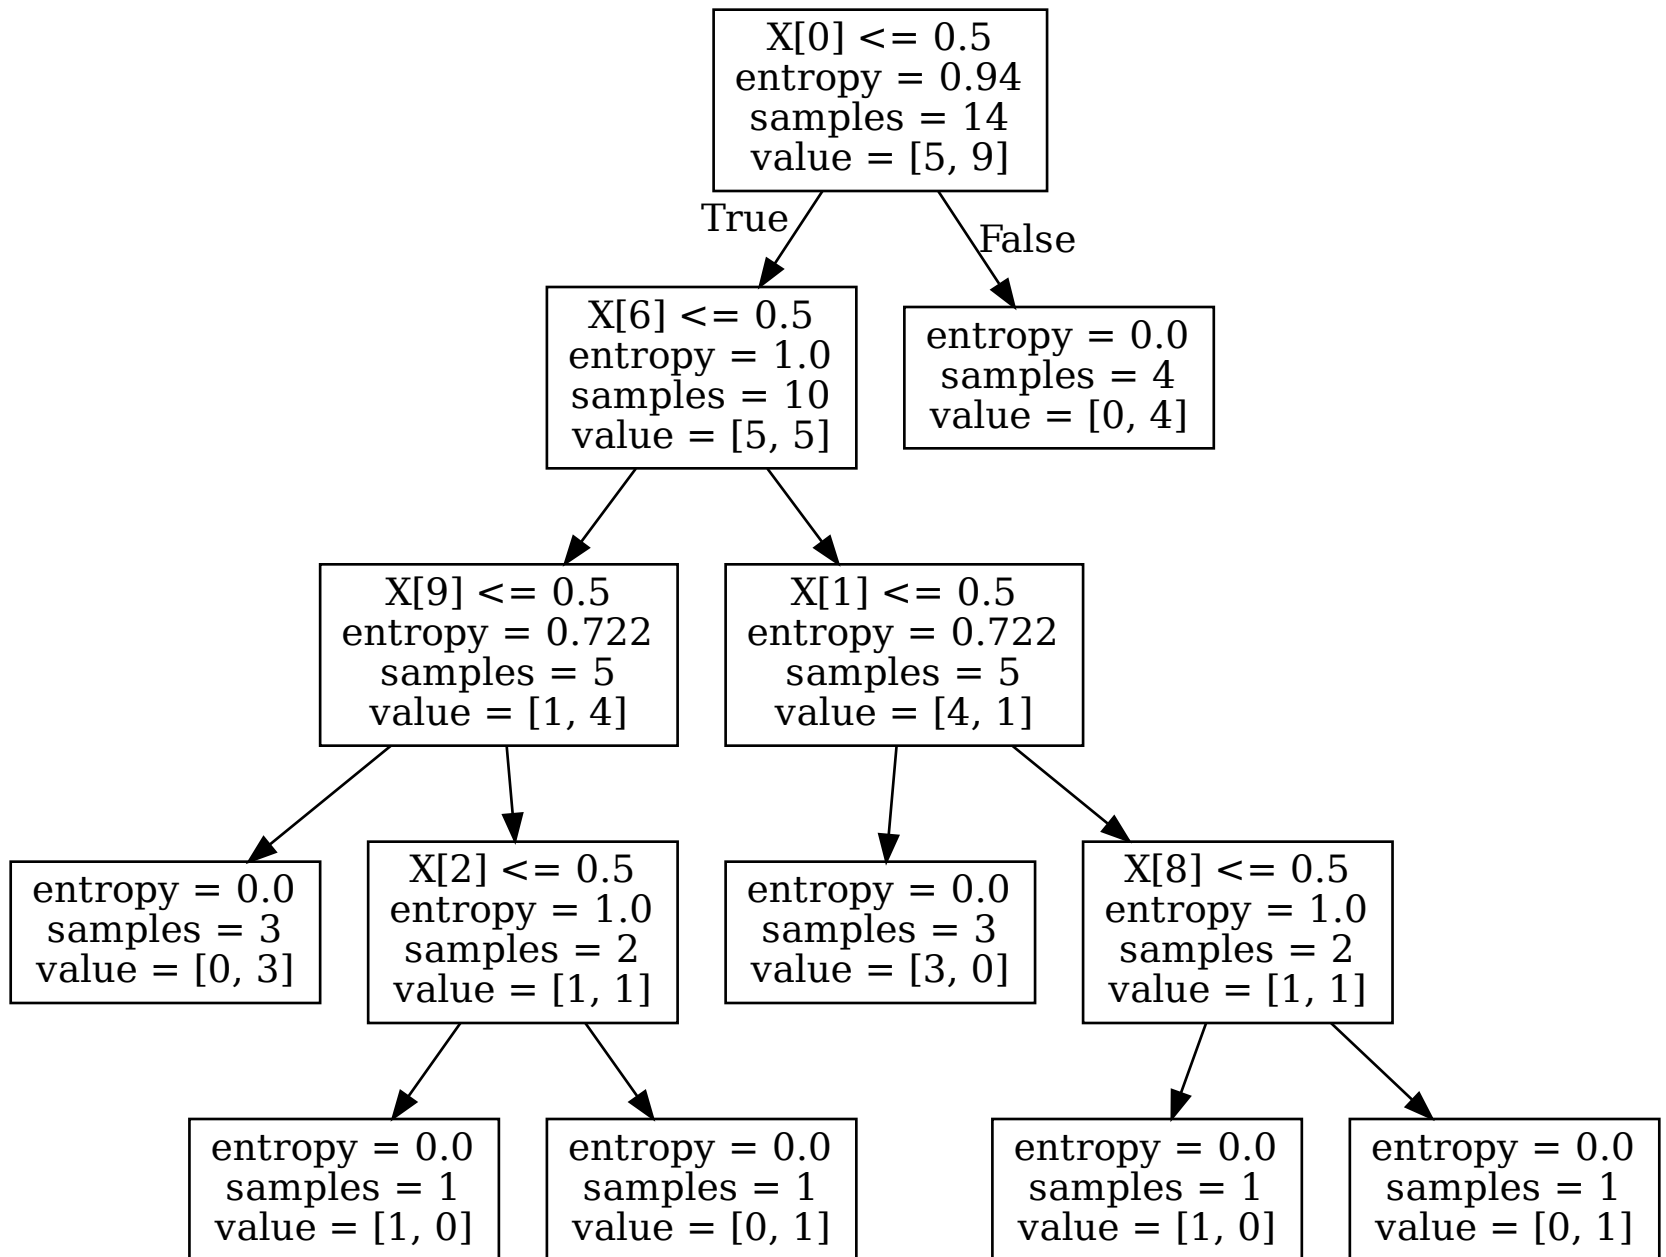 X[0] <= 0.5
entropy = 0.94
samples = 14
value = [5, 9]
True
False
X[6] <= 0.5
entropy = 1.0
samples = 10
value = [5, 5]
entropy = 0.0
samples = 4
value = [0, 4]
X[9] <= 0.5
entropy = 0.722
samples = 5
value = [1, 4]
X[1] <= 0.5
entropy = 0.722
samples = 5
value = [4, 1]
entropy = 0.0
samples = 3
value = [0, 3]
X[2] <= 0.5
entropy = 1.0
samples = 2
value = [1, 1]
entropy = 0.0
samples = 3
value = [3, 0]
X[8] <= 0.5
entropy = 1.0
samples = 2
value = [1, 1]
entropy = 0.0
samples = 1
value = [1, 0]
entropy = 0.0
samples = 1
value = [0, 1]
entropy = 0.0
samples = 1
value = [1, 0]
entropy = 0.0
samples = 1
value = [0, 1]